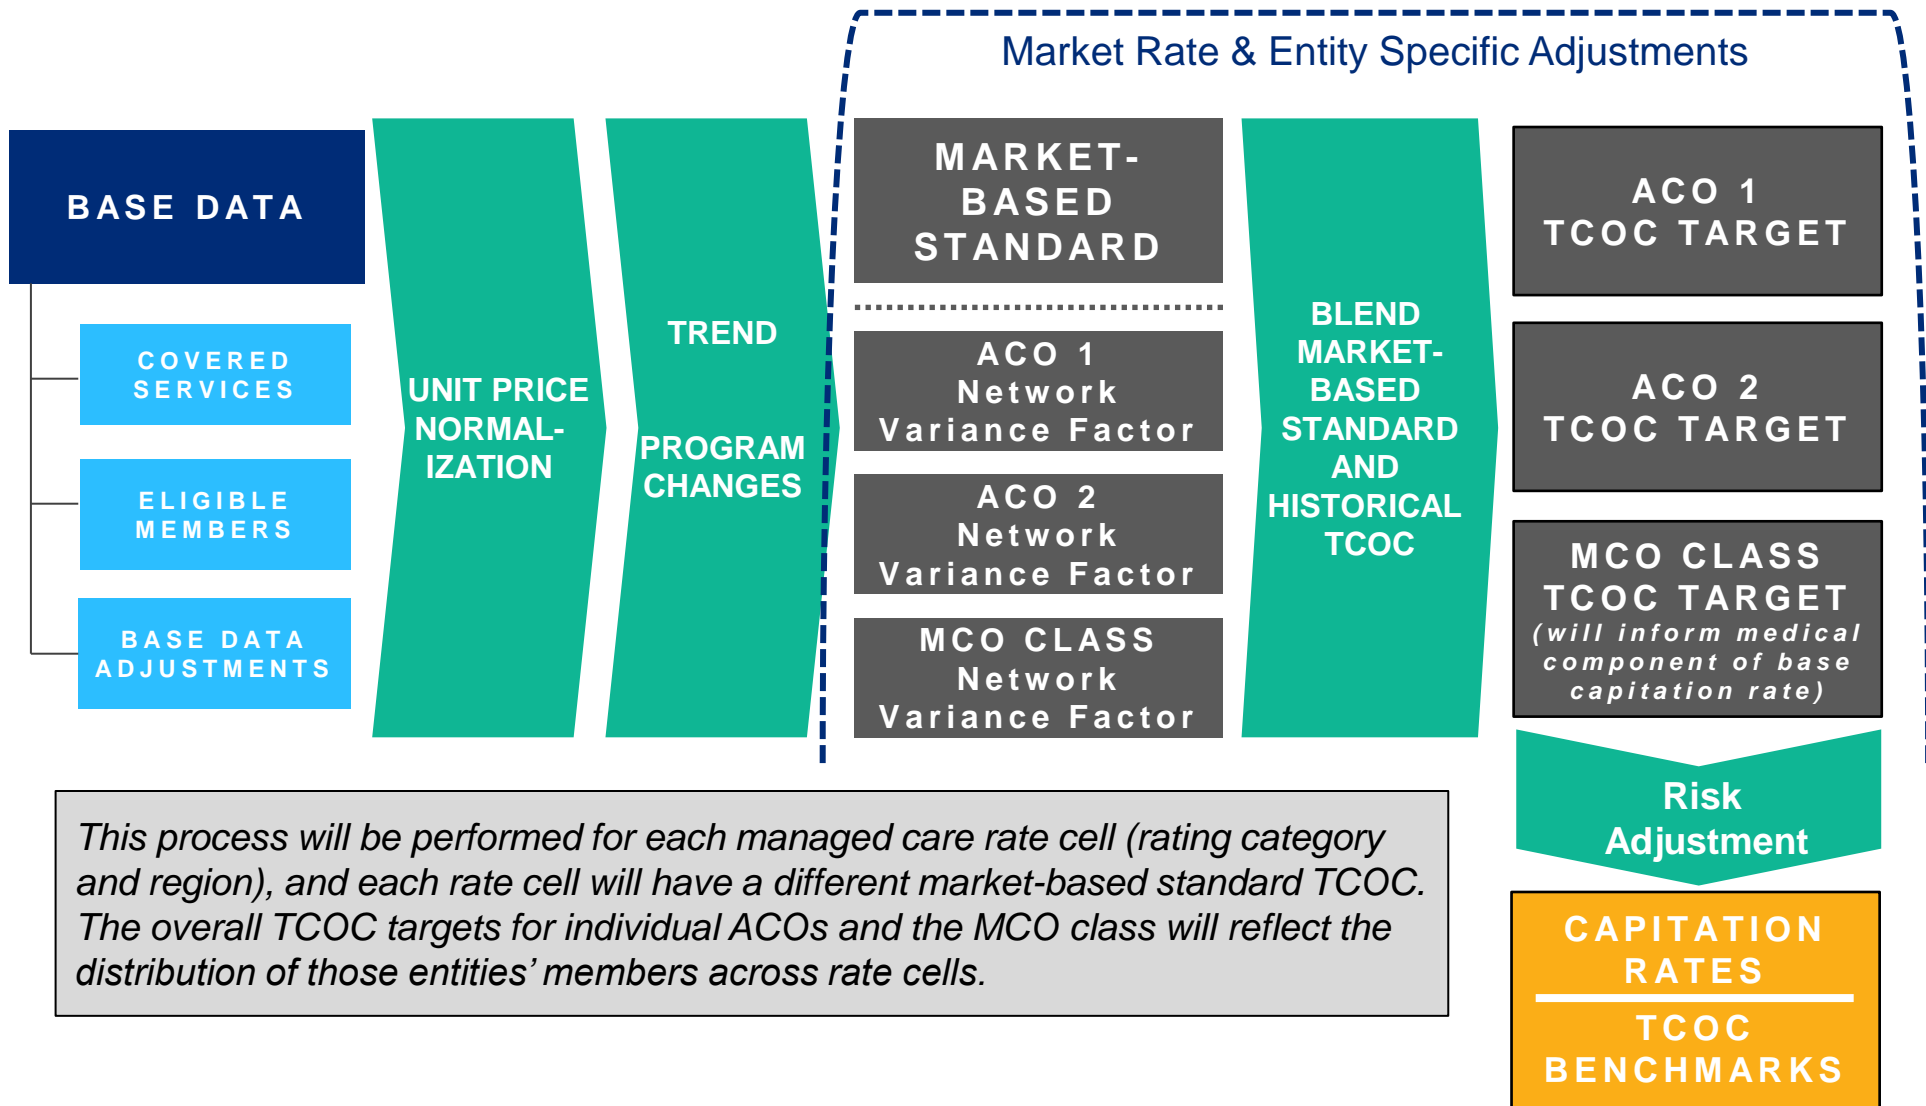 Market Rate & Entity Specific Adjustments
BASE DATA
COVERED
SERVICES
ELIGIBLE
MEMBERS
BASE DATA
ADJUSTMENTS
UNIT PRICE
NORMAL-
IZATION
TREND
PROGRAM
CHANGES
MARKET-
BASED
STANDARD
ACO 1
Network
Variance Factor
ACO 2
Network
Variance Factor
MCO CLASS
Network
Variance Factor
BLEND
MARKET-
BASED
STANDARD
AND
HISTORICAL
TCOC
ACO 1
TCOC TARGET
ACO 2
TCOC TARGET
MCO CLASS
TCOC TARGET
(will inform medical
component of base
capitation rate)
Risk
Adjustment
CAPITATION
RATES
TCOC
BENCHMARKS
This process will be performed for each managed care rate cell (rating category
and region), and each rate cell will have a different market-based standard TCOC.
The overall TCOC targets for individual ACOs and the MCO class will reflect the
distribution of those entities’ members across rate cells.